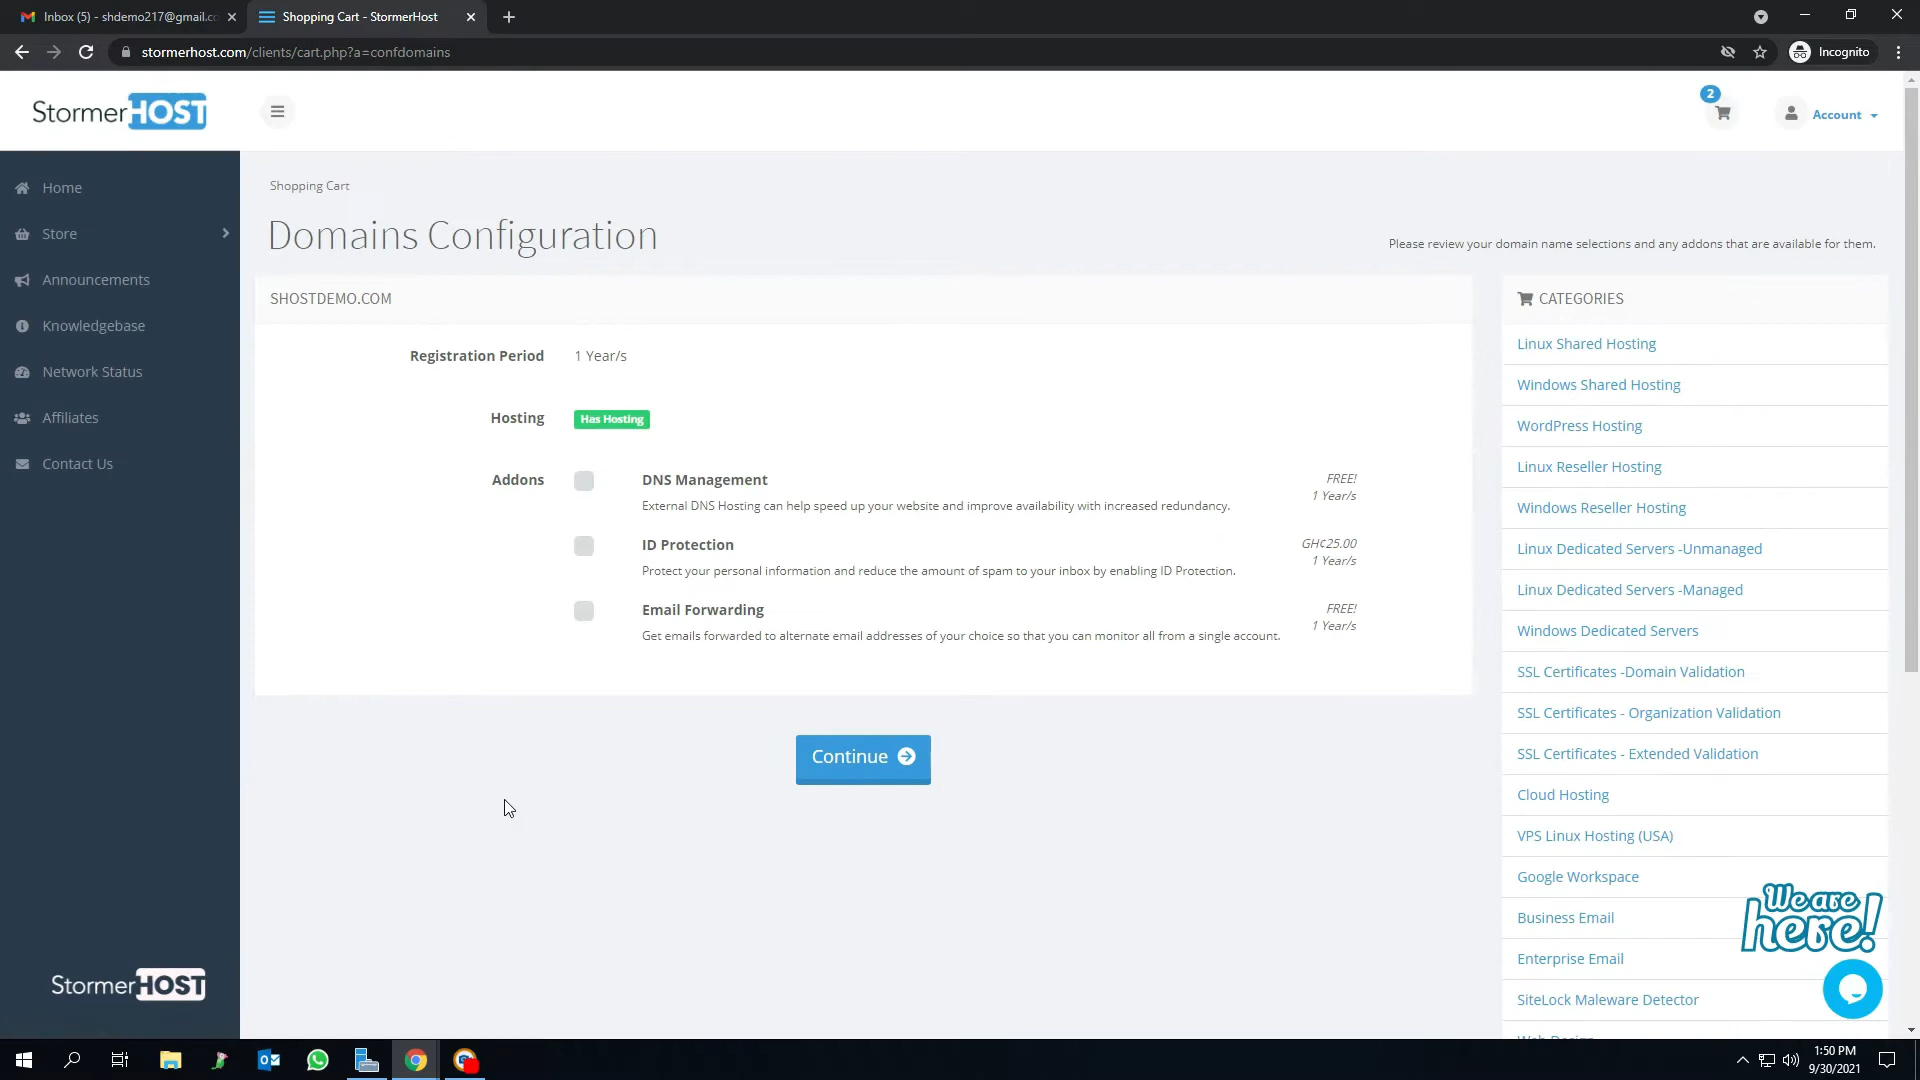 Inbox (5) - shdemo217@gmail.co
Shopping Cart - StormerHost
stormerhost.com/clients/cart.php?a=confdomains
Incognito
StormerHOST
2
Account
Home
Store
Announcements
Knowledgebase
Network Status
Affiliates
Contact Us
StormerHOST
Shopping Cart
Domains Configuration
Please review your domain name selections and any addons that are available for them.
SHOSTDEMO.COM
Registration Period 1 Year/s
Hosting Has Hosting
Addons
DNS Management FREE!
1 Year/s
External DNS Hosting can help speed up your website and improve availability with increased redundancy.
ID Protection GH¢25.00
1 Year/s
Protect your personal information and reduce the amount of spam to your inbox by enabling ID Protection.
Email Forwarding FREE!
1 Year/s
Get emails forwarded to alternate email addresses of your choice so that you can monitor all from a single account.
Continue
CATEGORIES
Linux Shared Hosting
Windows Shared Hosting
WordPress Hosting
Linux Reseller Hosting
Windows Reseller Hosting
Linux Dedicated Servers -Unmanaged
Linux Dedicated Servers -Managed
Windows Dedicated Servers
SSL Certificates -Domain Validation
SSL Certificates - Organization Validation
SSL Certificates - Extended Validation
Cloud Hosting
VPS Linux Hosting (USA)
Google Workspace
Business Email
Enterprise Email
SiteLock Maleware Detector
We are
here!
1:50 PM
9/30/2021